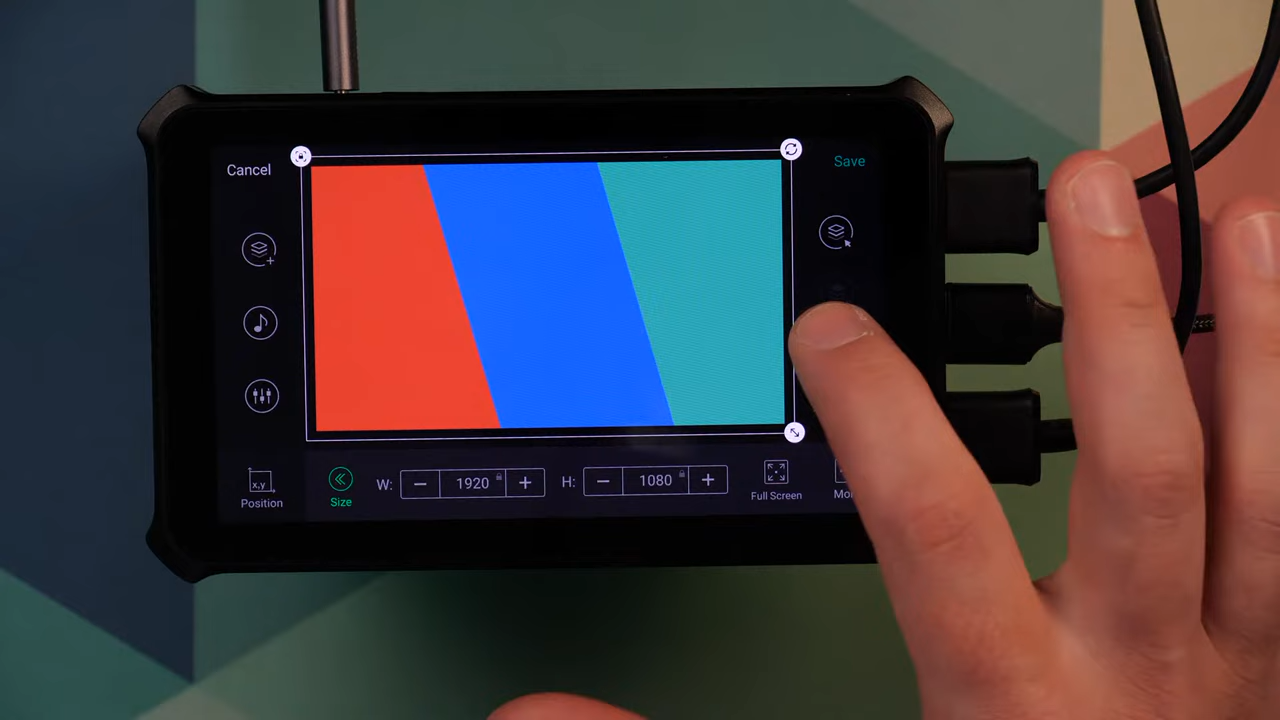 Cancel
Save
x,y
Position
Size
W:
− 1920 +
H:
− 1080 +
Full Screen